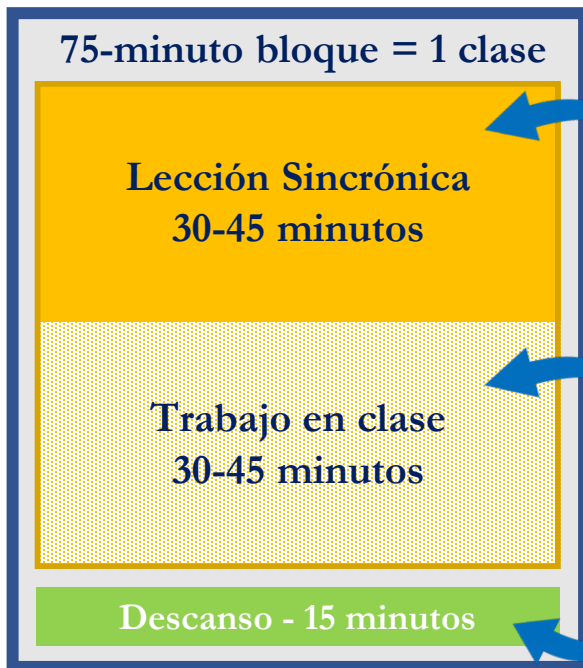 75-minuto bloque = 1 clase
Lección Sincrónica
30-45 minutos
Trabajo en clase
30-45 minutos
Descanso - 15 minutos